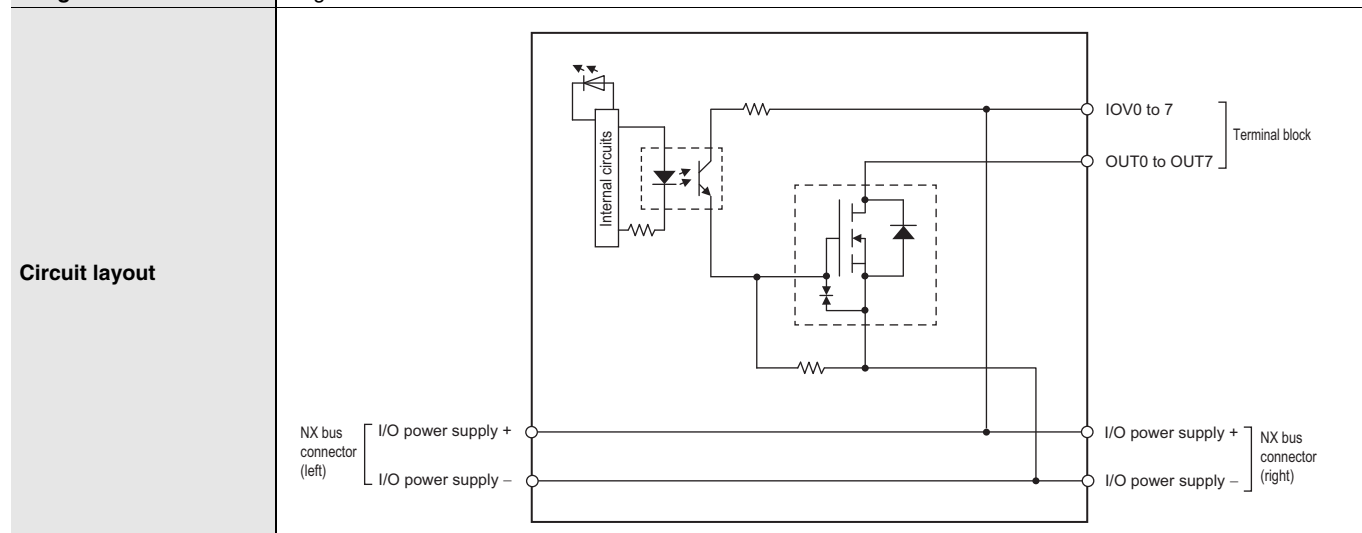 Circuit layout
Internal circuits
IOV0 to 7
OUT0 to OUT7
Terminal block
NX bus
connector
(left)
I/O power supply +
I/O power supply –
I/O power supply +
I/O power supply –
NX bus
connector
(right)